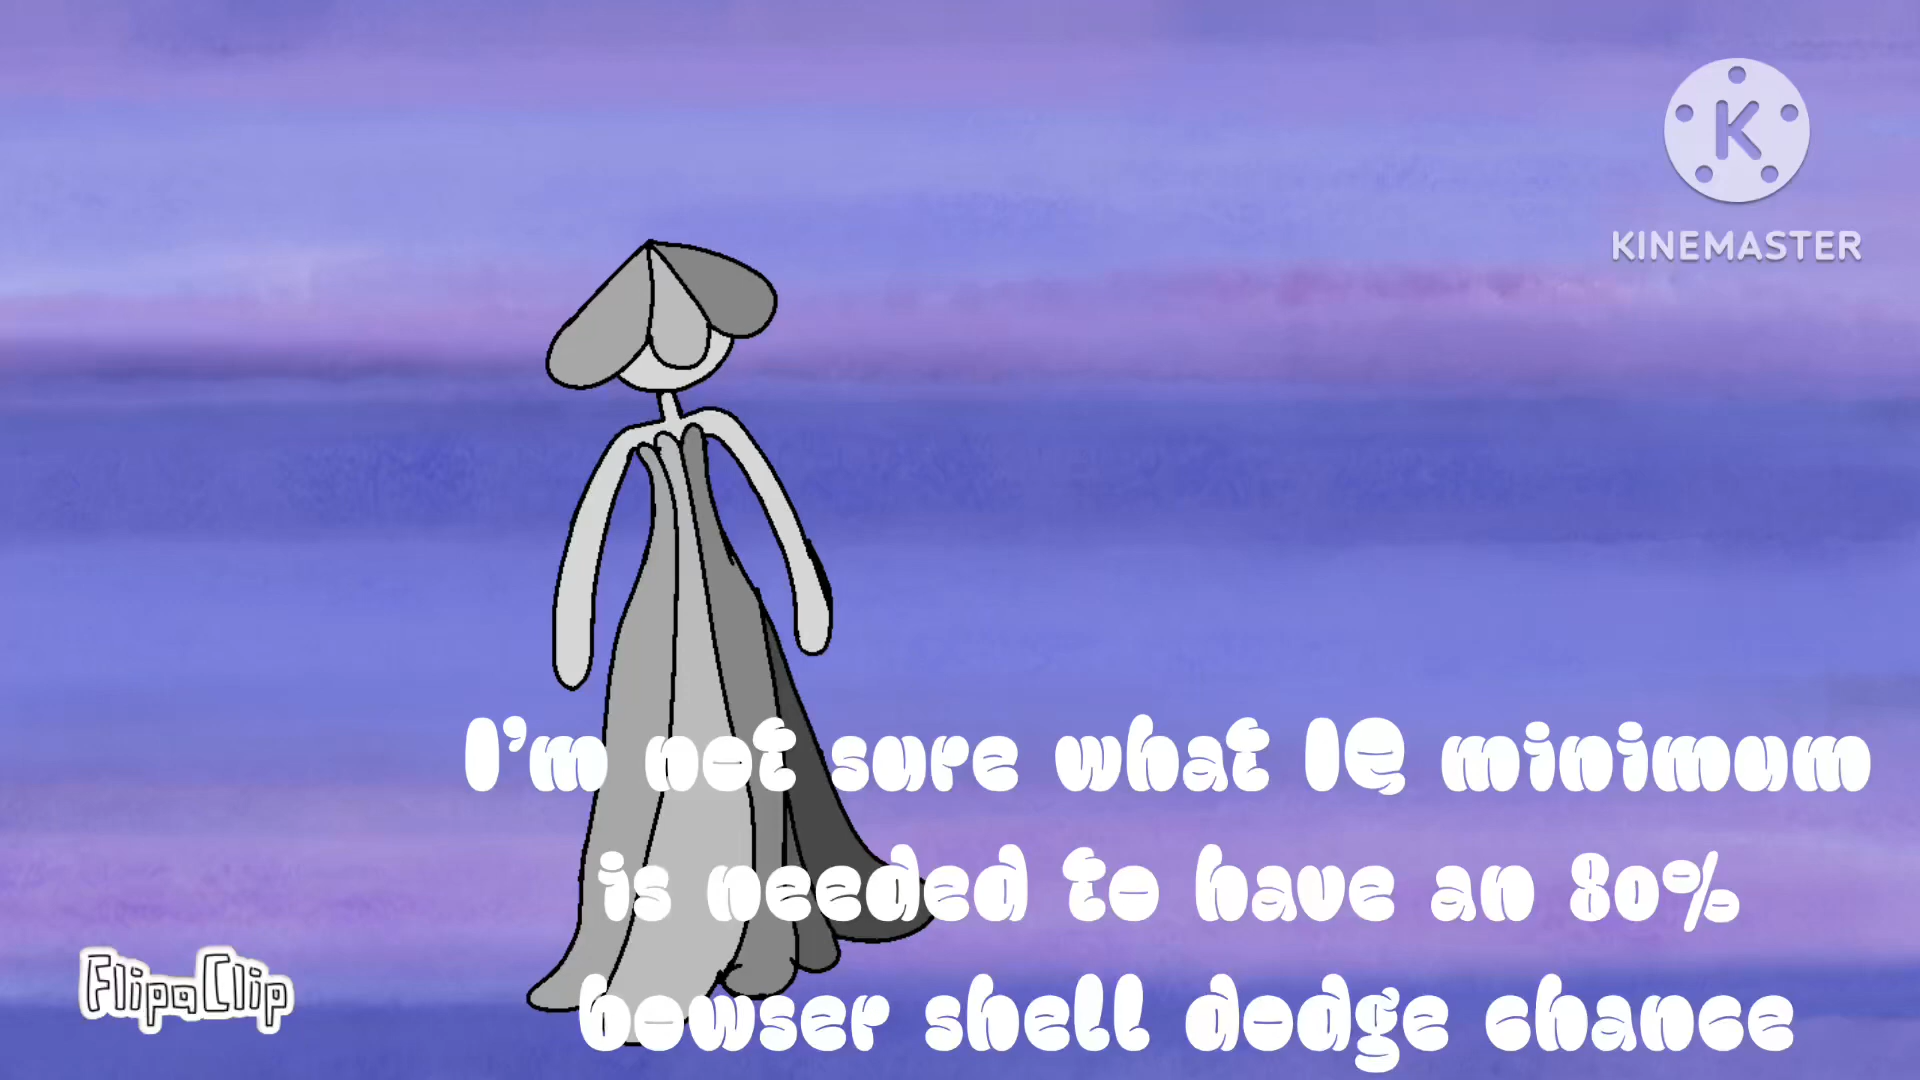 K
KINEMASTER
I'm not sure what IQ minimum
is needed to have an 80%
bowser shell dodge chance
FlipaClip